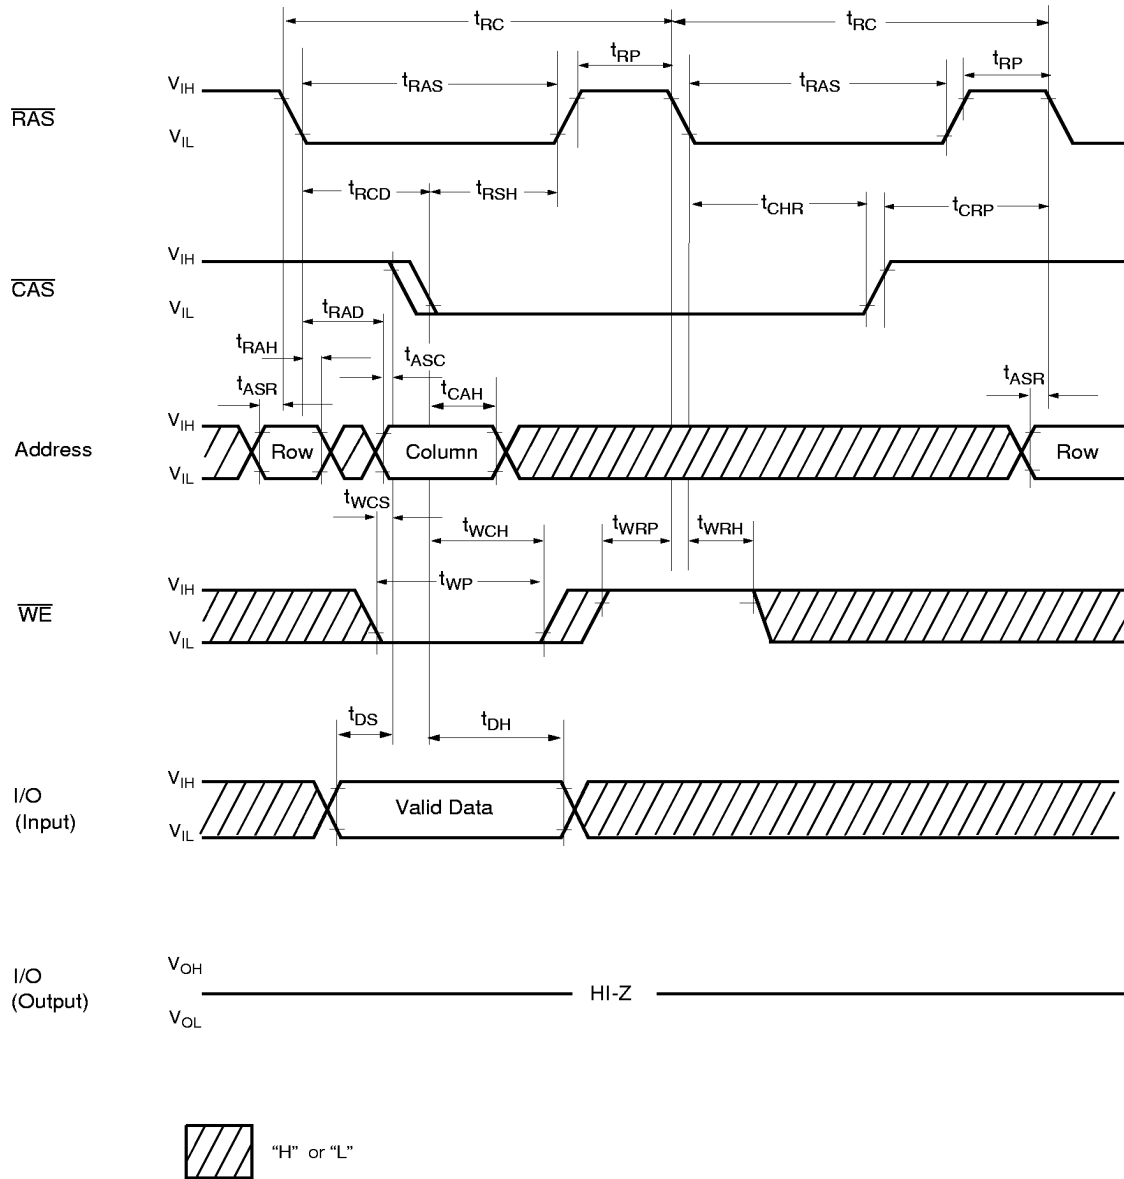 tRC tRC
tRP tRP
tRAS tRAS
VIH
RAS
VIL
tRCD tRSH
tCHR tCRP
VIH
CAS
VIL
tRAD
tRAH tASC
tASR tCAH tASR
VIH
Address Row Column Row
VIL
tWCS
tWCH tWRP tWRH
tWP
VIH
WE
VIL
tDS tDH
VIH
I/O
(Input) Valid Data
VIL
VOH
I/O
HI-Z
(Output)
VOL
“H” or “L”